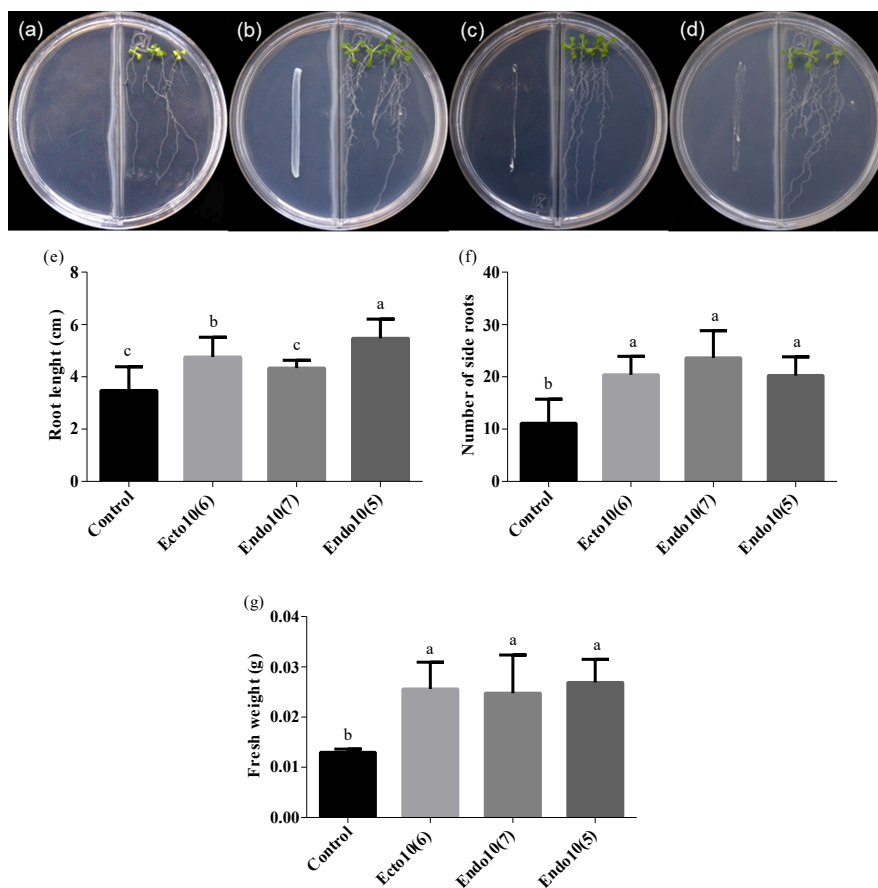 (a)
(b)
(c)
(d)
(e)
Root lenght (cm)
8
6
4
2
0
c
b
c
a
Control
Ecto10(6)
Endo10(7)
Endo10(5)
(f)
Number of side roots
40
30
20
10
0
b
a
a
a
Control
Ecto10(6)
Endo10(7)
Endo10(5)
(g)
Fresh weight (g)
0.04
0.03
0.02
0.01
0.00
b
a
a
a
Control
Ecto10(6)
Endo10(7)
Endo10(5)